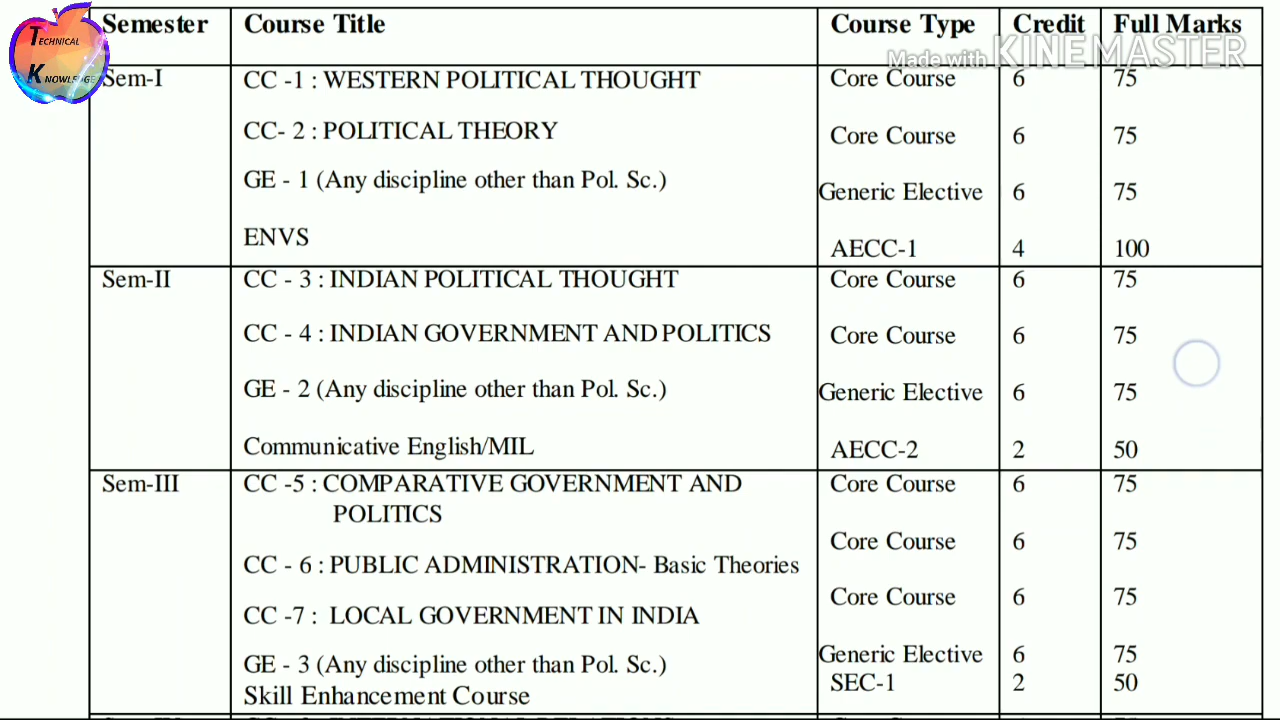 TECHNICAL
KNOWLEDGE
Made with KINEMASTER
Semester Course Title Course Type Credit Full Marks
Sem-I CC -1 : WESTERN POLITICAL THOUGHT Core Course 6 75
CC- 2 : POLITICAL THEORY Core Course 6 75
GE - 1 (Any discipline other than Pol. Sc.) Generic Elective 6 75
ENVS AECC-1 4 100
Sem-II CC - 3 : INDIAN POLITICAL THOUGHT Core Course 6 75
CC - 4 : INDIAN GOVERNMENT AND POLITICS Core Course 6 75
GE - 2 (Any discipline other than Pol. Sc.) Generic Elective 6 75
Communicative English/MIL AECC-2 2 50
Sem-III CC -5 : COMPARATIVE GOVERNMENT AND Core Course 6 75
POLITICS
CC - 6 : PUBLIC ADMINISTRATION- Basic Theories Core Course 6 75
CC -7 : LOCAL GOVERNMENT IN INDIA Core Course 6 75
GE - 3 (Any discipline other than Pol. Sc.) Generic Elective 6 75
Skill Enhancement Course SEC-1 2 50